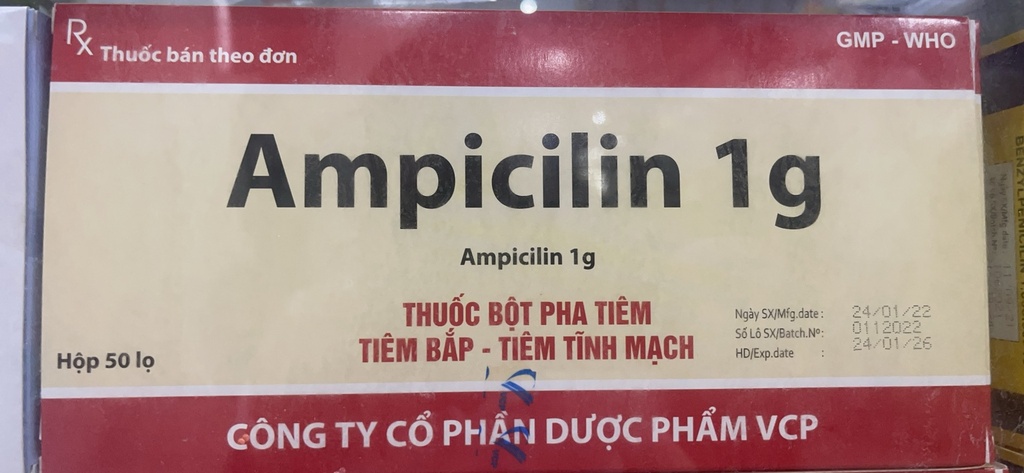 Rx Thuốc bán theo đơn
GMP - WHO
Ampicilin 1g
Ampicilin 1g
THUỐC BỘT PHA TIÊM
TIÊM BẮP - TIÊM TĨNH MẠCH
Ngày SX/Mfg.date : 24/01/22
Số Lô SX/Batch.Nº: 0112022
HD/Exp.date : 24/01/26
Hộp 50 lọ
CÔNG TY CỔ PHẦN DƯỢC PHẨM VCP
BENZYLPENICILIN